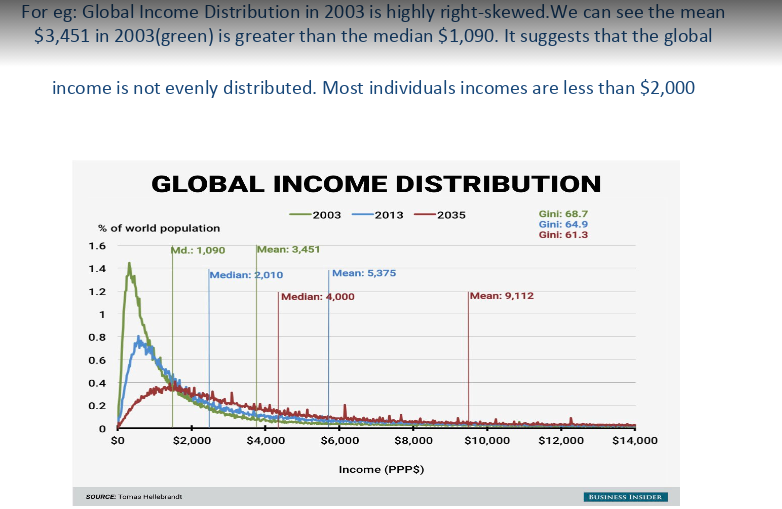 For eg: Global Income Distribution in 2003 is highly right-skewed.We can see the mean
$3,451 in 2003(green) is greater than the median $1,090. It suggests that the global
income is not evenly distributed. Most individuals incomes are less than $2,000
GLOBAL INCOME DISTRIBUTION
2003 2013 2035
Gini: 68.7
Gini: 64.9
Gini: 61.3
% of world population
Md.: 1,090 Mean: 3,451
Median: 2,010 Mean: 5,375
Median: 4,000 Mean: 9,112
1.6
1.4
1.2
1
0.8
0.6
0.4
0.2
0
$0 $2,000 $4,000 $6,000 $8,000 $10,000 $12,000 $14,000
Income (PPP$)
SOURCE: Tomas Hellebrandt
BUSINESS INSIDER